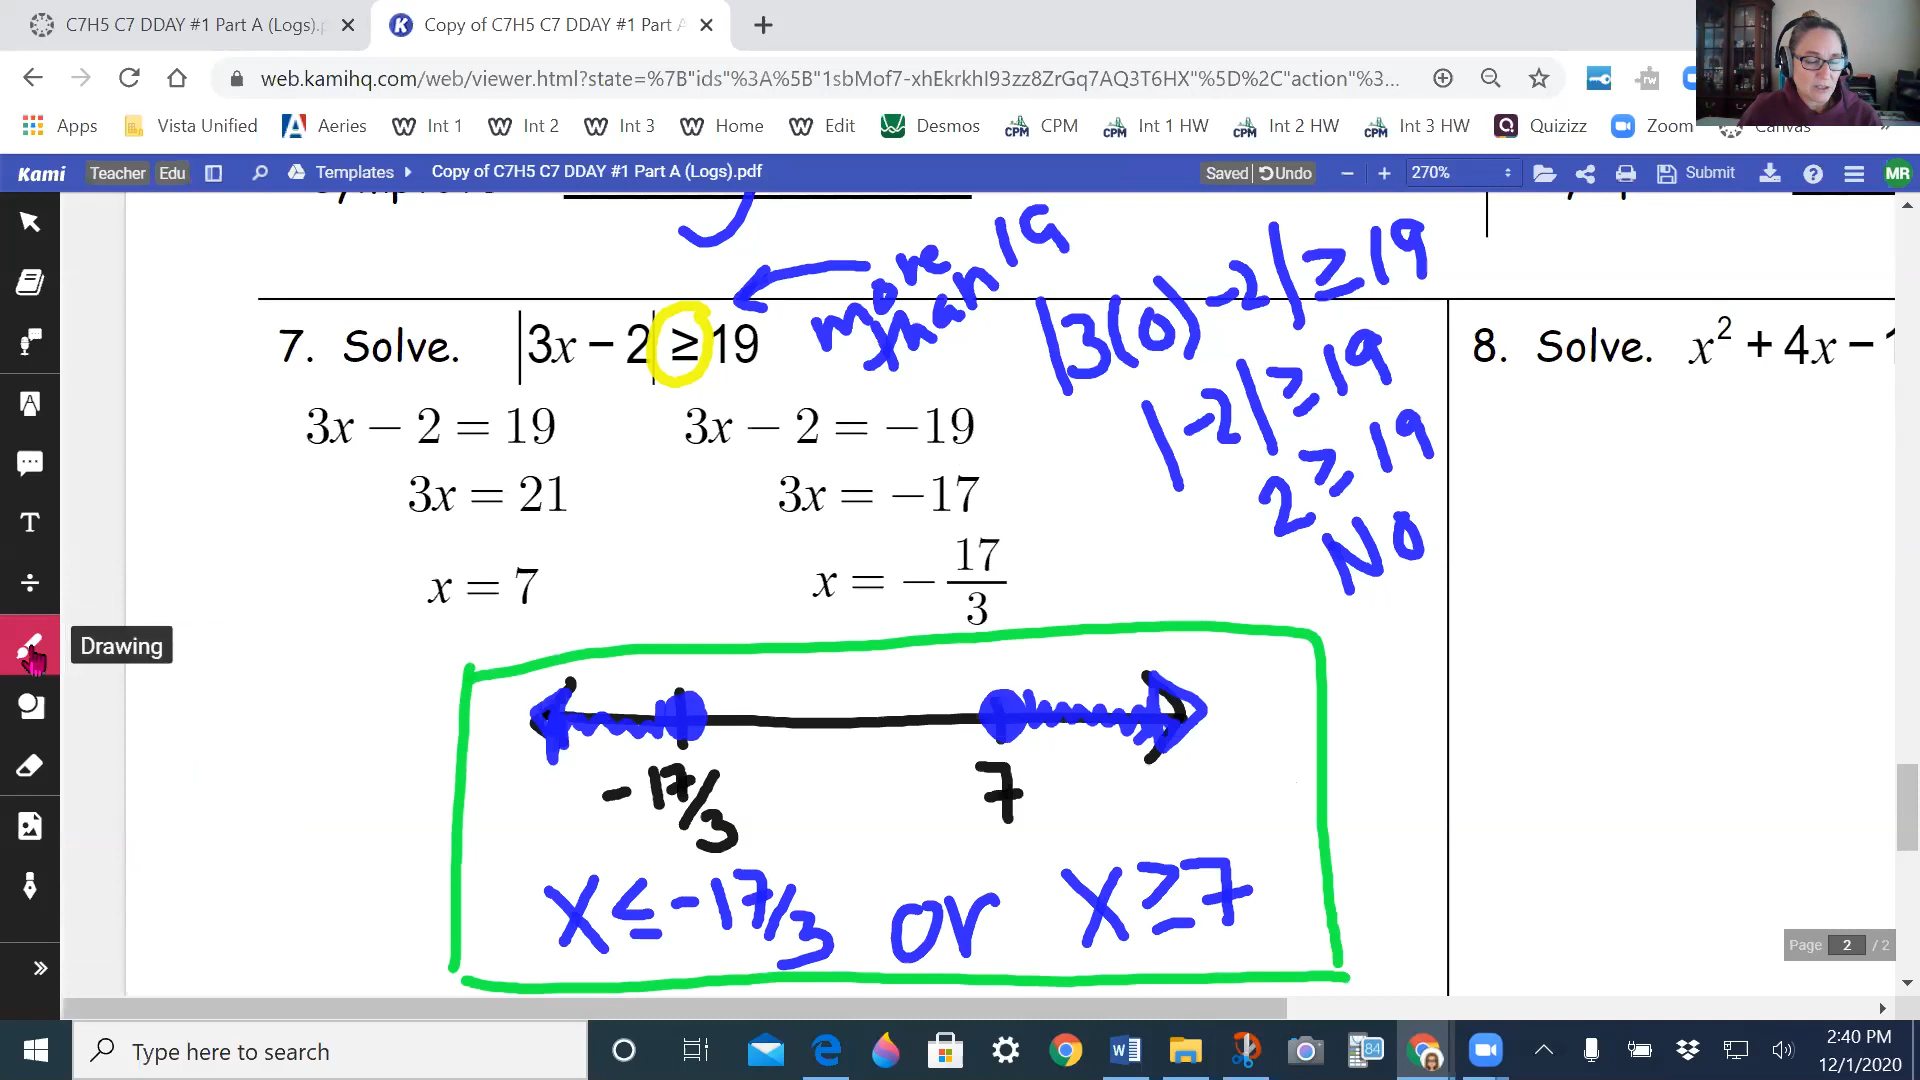 C7H5 C7 DDAY #1 Part A (Logs).p
Copy of C7H5 C7 DDAY #1 Part A
web.kamihq.com/web/viewer.html?state=%7B"ids"%3A%5B"1sbMof7-xhEkrkhI93zz8ZrGq7AQ3T6HX"%5D%2C"action"%3...
Apps Vista Unified Aeries Int 1 Int 2 Int 3 Home Edit Desmos CPM Int 1 HW Int 2 HW Int 3 HW Quizizz Zoom Canvas »
Kami Teacher Edu Templates Copy of C7H5 C7 DDAY #1 Part A (Logs).pdf Saved Undo 270% Submit MR
more than 19
7. Solve. |3x − 2| ≥ 19
3x − 2 = 19
3x = 21
x = 7
3x − 2 = −19
3x = −17
x = −17/3
|3(0) -2| ≥ 19
|-2| ≥ 19
2 ≥ 19
NO
8. Solve. x² + 4x − 1
Drawing
-17/3 7
x ≤ -17/3 or x ≥ 7
Page 2 / 2
Type here to search
84
2:40 PM
12/1/2020